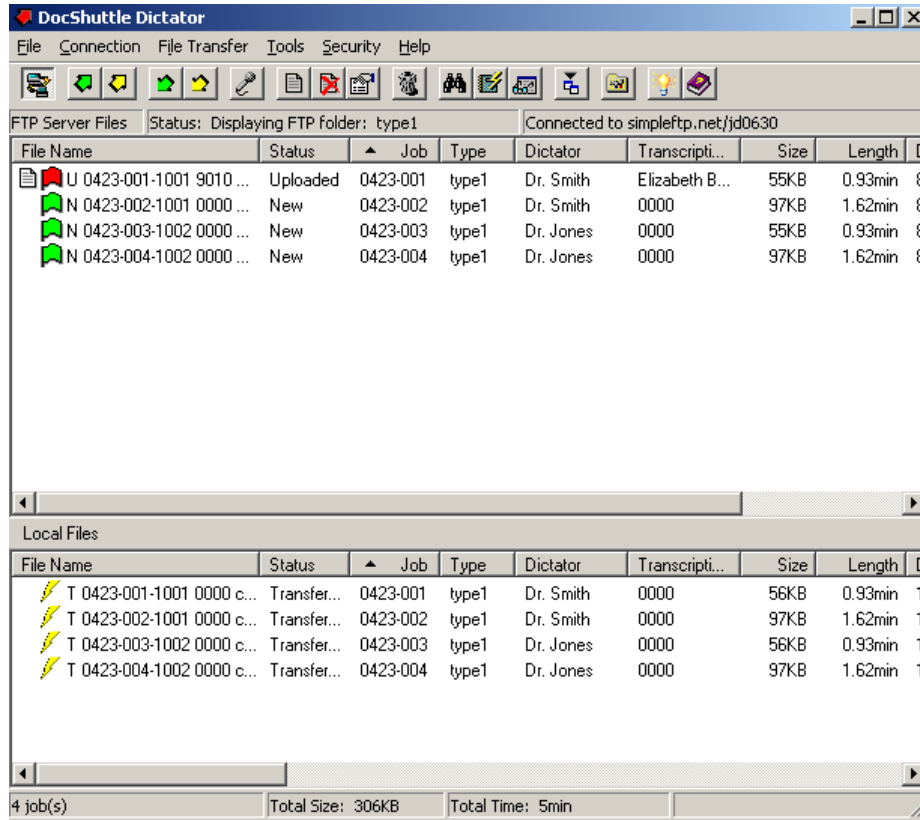 DocShuttle Dictator
File Connection File Transfer Tools Security Help
FTP Server Files Status: Displaying FTP folder: type1 Connected to simpleftp.net/jd0630
File Name Status Job Type Dictator Transcripti... Size Length
U 0423-001-1001 9010 ... Uploaded 0423-001 type1 Dr. Smith Elizabeth B... 55KB 0.93min
N 0423-002-1001 0000 ... New 0423-002 type1 Dr. Smith 0000 97KB 1.62min
N 0423-003-1002 0000 ... New 0423-003 type1 Dr. Jones 0000 55KB 0.93min
N 0423-004-1002 0000 ... New 0423-004 type1 Dr. Jones 0000 97KB 1.62min
Local Files
File Name Status Job Type Dictator Transcripti... Size Length
T 0423-001-1001 0000 c... Transfer... 0423-001 type1 Dr. Smith 0000 56KB 0.93min
T 0423-002-1001 0000 c... Transfer... 0423-002 type1 Dr. Smith 0000 97KB 1.62min
T 0423-003-1002 0000 c... Transfer... 0423-003 type1 Dr. Jones 0000 56KB 0.93min
T 0423-004-1002 0000 c... Transfer... 0423-004 type1 Dr. Jones 0000 97KB 1.62min
4 job(s) Total Size: 306KB Total Time: 5min